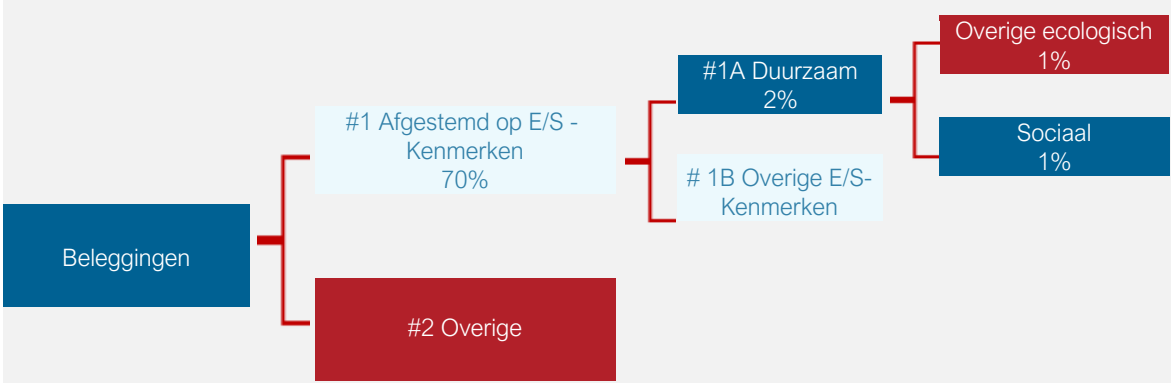 Beleggingen
#1 Afgestemd op E/S -
Kenmerken
70%
#2 Overige
#1A Duurzaam
2%
# 1B Overige E/S-
Kenmerken
Overige ecologisch
1%
Sociaal
1%